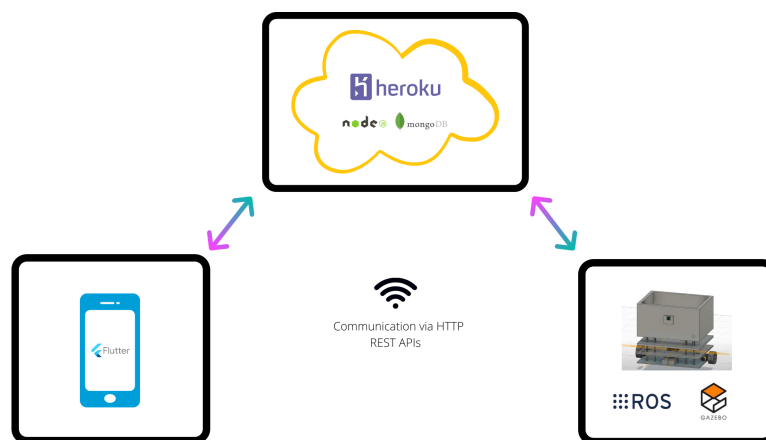 heroku
node
mongoDB
Flutter
Communication via HTTP
REST APIs
ROS
GAZEBO